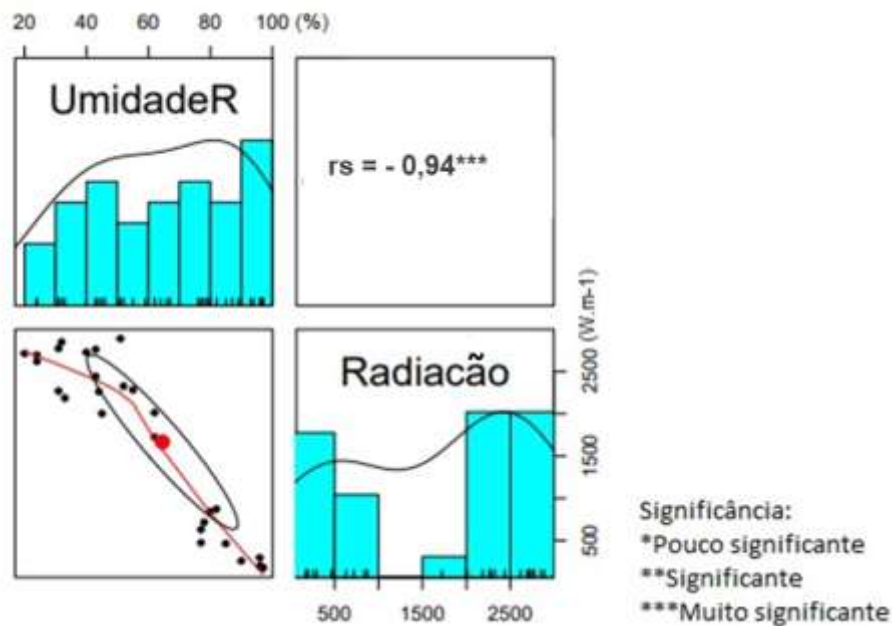 20 40 60 80 100 (%)
UmidadeR
rs = - 0,94***
Radiacão
500 1500 2500 (W.m-1)
500 1500 2500
Significância:
*Pouco significante
**Significante
***Muito significante